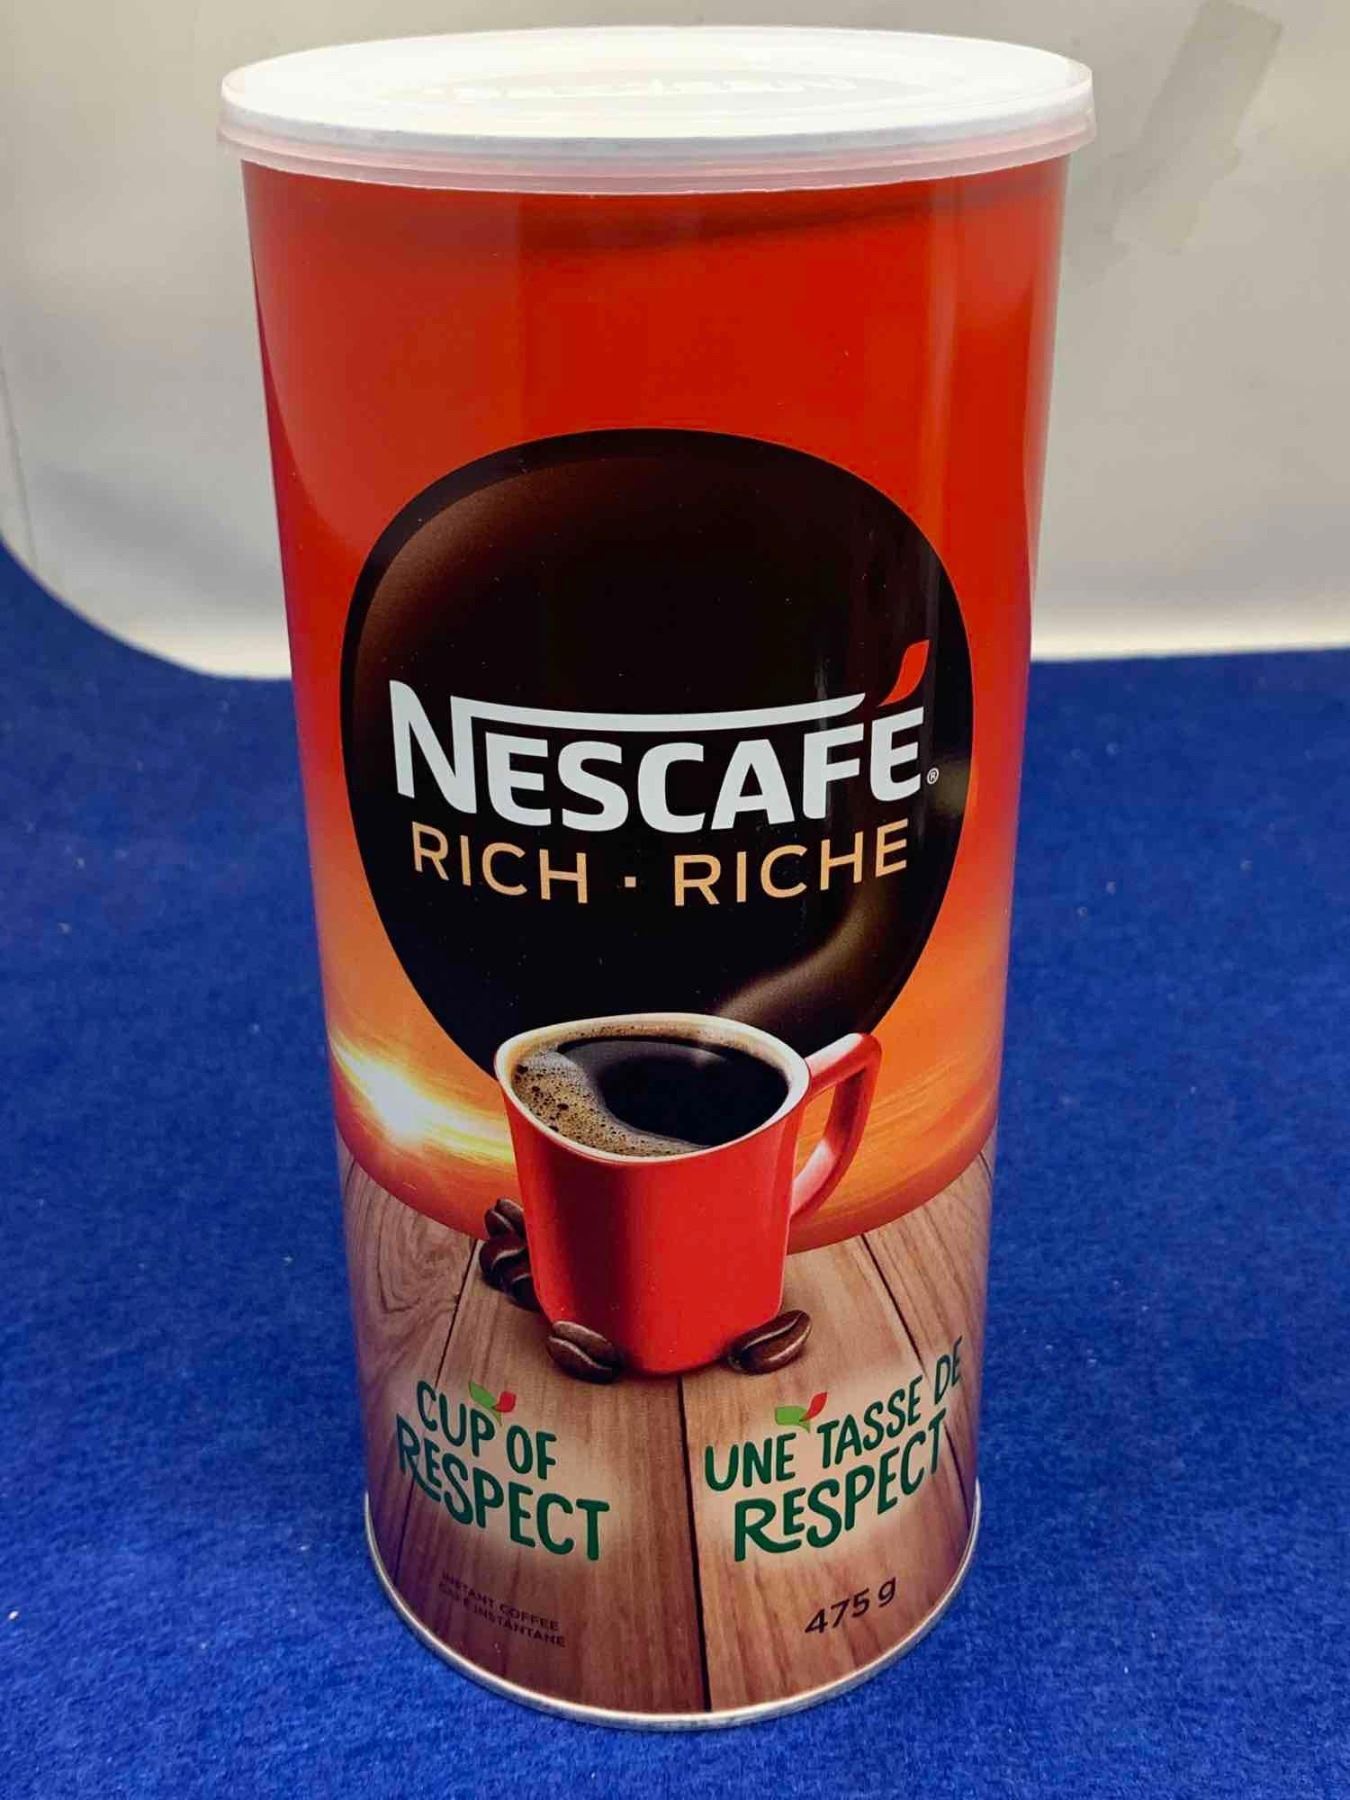 NESCAFÉ®
RICH · RICHE
CUP OF
RESPECT
UNE TASSE DE
RESPECT
INSTANT COFFEE
CAFÉ INSTANTANÉ
475 g